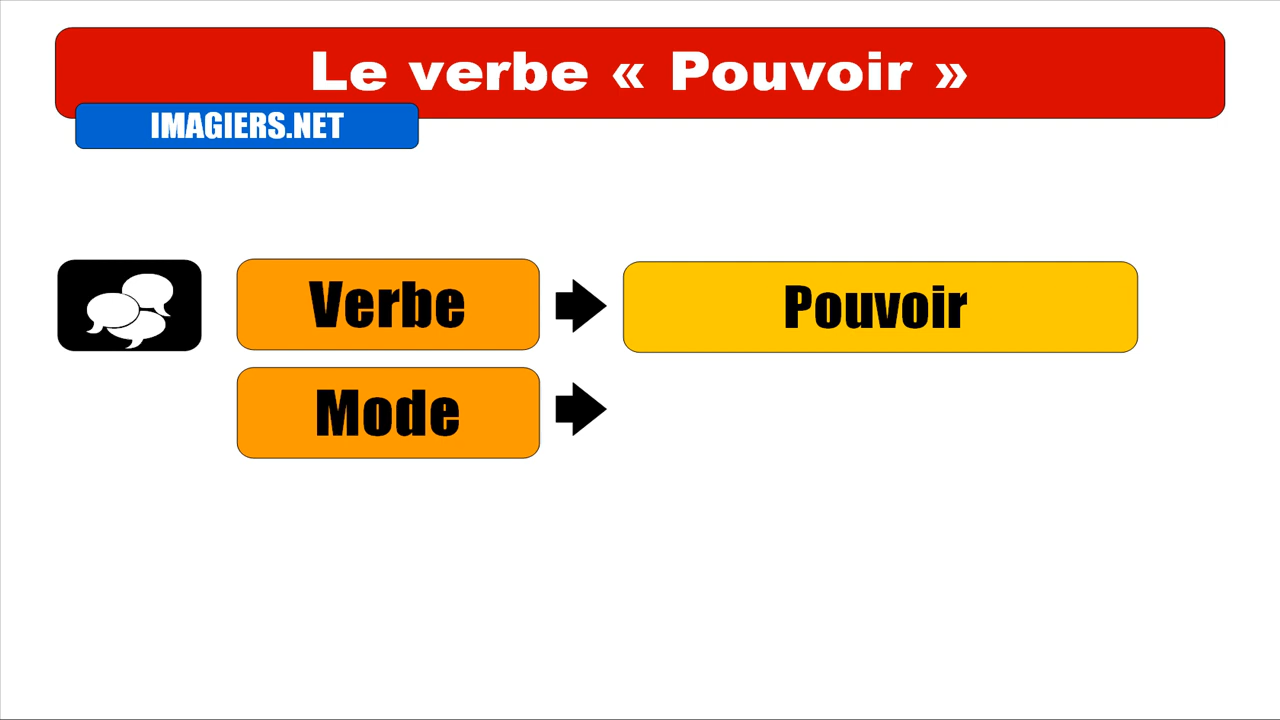 Le verbe « Pouvoir »
IMAGIERS.NET
Verbe
Pouvoir
Mode